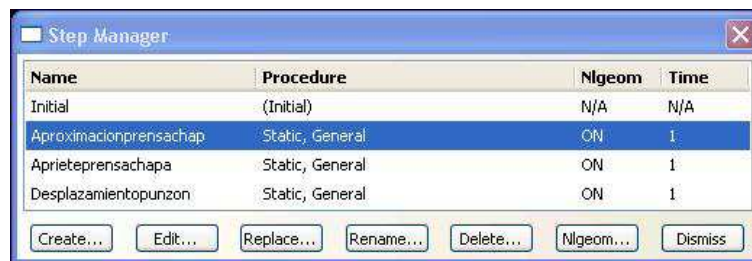 Step Manager
Name Procedure Nlgeom Time
Initial (Initial) N/A N/A
Aproximacionprensachap Static, General ON 1
Aprieteprensachapa Static, General ON 1
Desplazamientopunzon Static, General ON 1
Create... Edit... Replace... Rename... Delete... Nlgeom... Dismiss